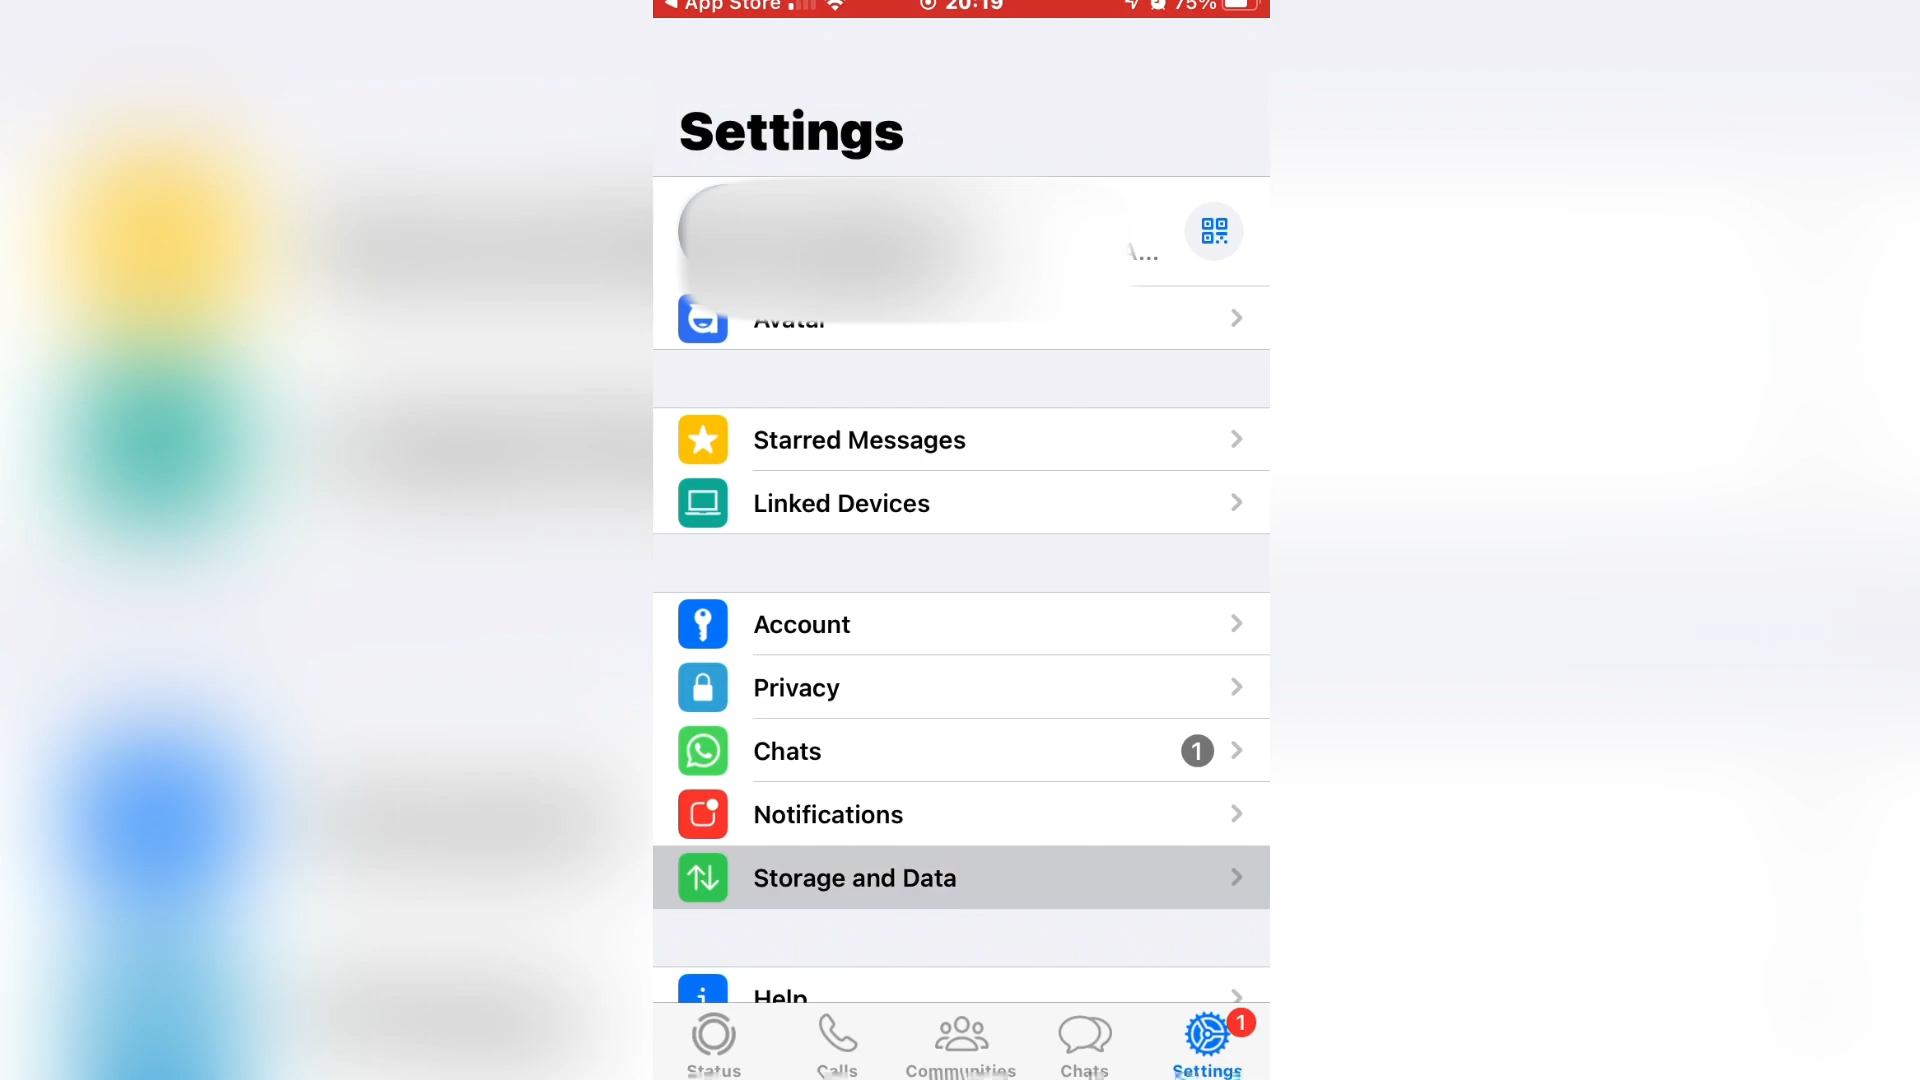 App Store 20:19 75%
Settings
...
Avatar
Starred Messages
Linked Devices
Account
Privacy
Chats 1
Notifications
Storage and Data
Help
1
Status Calls Communities Chats Settings